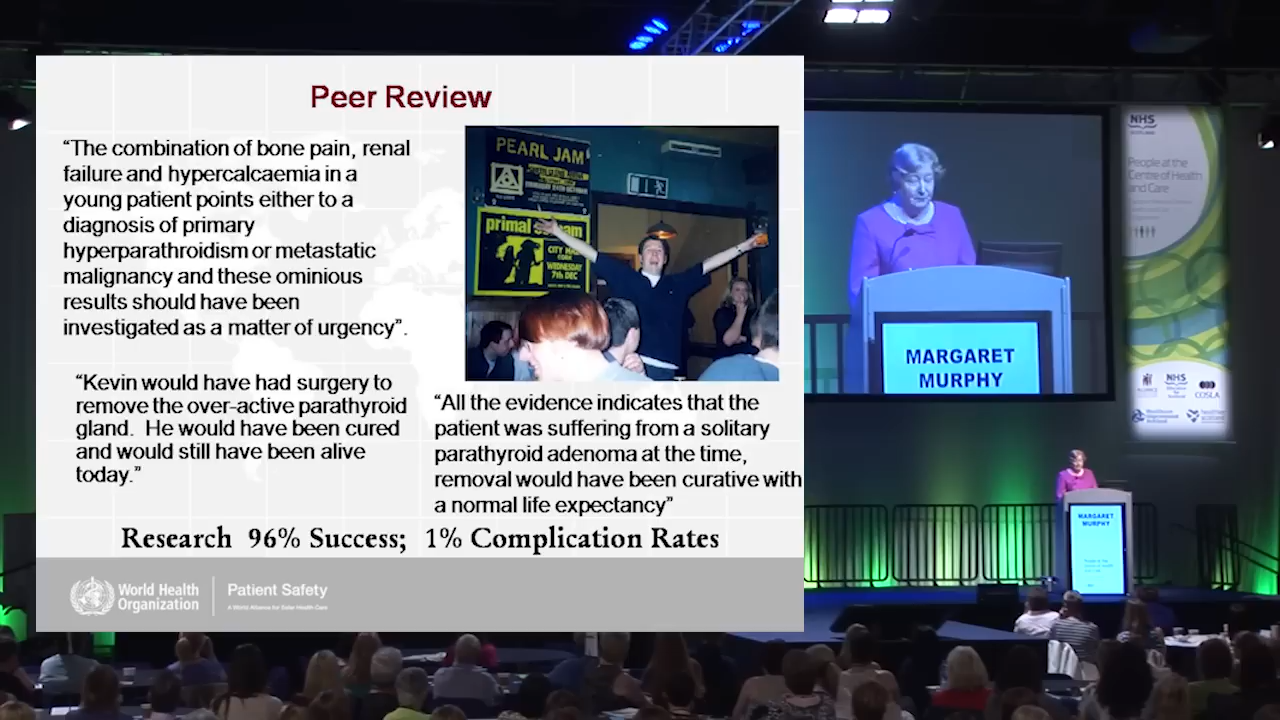 Peer Review
“The combination of bone pain, renal
failure and hypercalcaemia in a
young patient points either to a
diagnosis of primary
hyperparathroidism or metastatic
malignancy and these ominious
results should have been
investigated as a matter of urgency”.
“Kevin would have had surgery to
remove the over-active parathyroid
gland. He would have been cured
and would still have been alive
today.”
PEARL JAM
primal
CITY
WEDNESDAY
7th DEC
“All the evidence indicates that the
patient was suffering from a solitary
parathyroid adenoma at the time,
removal would have been curative with
a normal life expectancy”
Research 96% Success; 1% Complication Rates
World Health
Organization
Patient Safety
A World Alliance for Safer Health Care
MARGARET
MURPHY
NHS
SCOTLAND
People at the
Centre of Health
and Care
NHS
COSLA
MARGARET
MURPHY